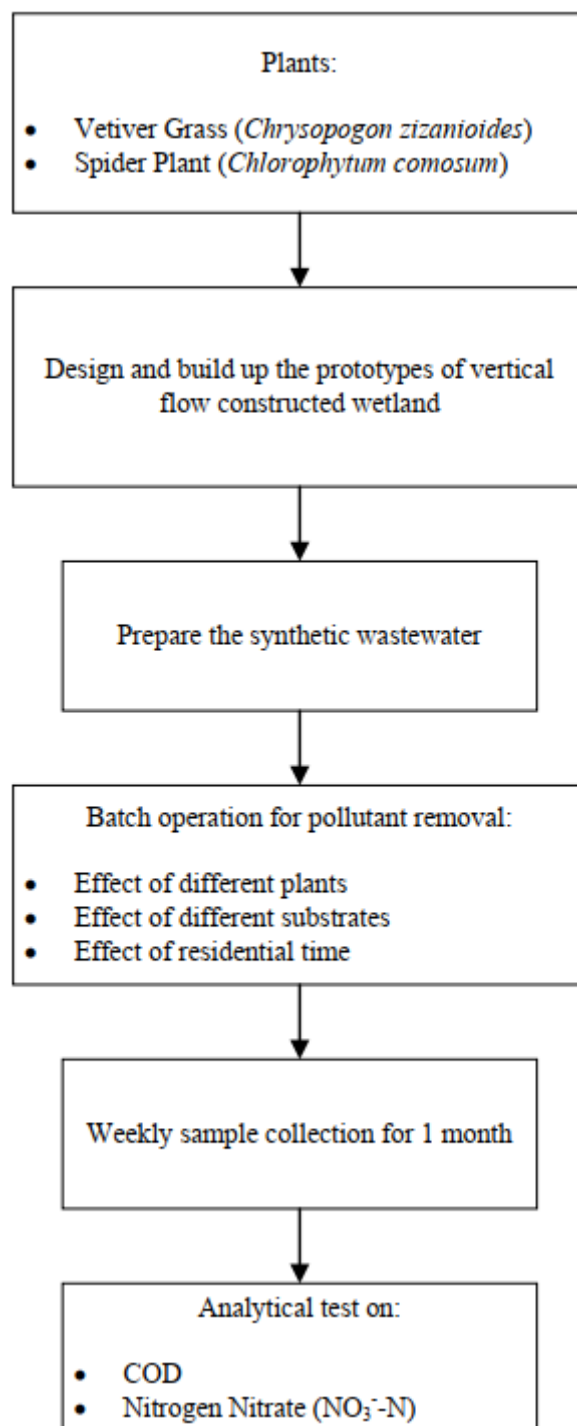 Plants:
• Vetiver Grass (Chrysopogon zizanioides)
• Spider Plant (Chlorophytum comosum)
Design and build up the prototypes of vertical
flow constructed wetland
Prepare the synthetic wastewater
Batch operation for pollutant removal:
• Effect of different plants
• Effect of different substrates
• Effect of residential time
Weekly sample collection for 1 month
Analytical test on:
• COD
• Nitrogen Nitrate (NO₃⁻-N)